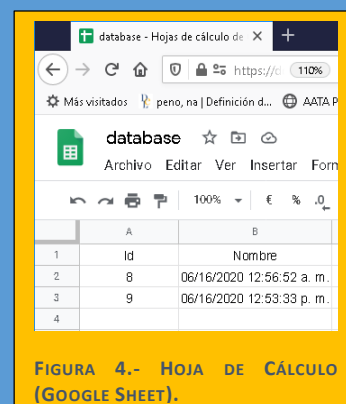 database - Hojas de cálculo de
https://d 110%
Más visitados peno, na | Definición d... AATA P
database
Archivo Editar Ver Insertar Form
100% € % .0
A B
1 Id Nombre
2 8 06/16/2020 12:56:52 a. m.
3 9 06/16/2020 12:53:33 p. m.
4
FIGURA 4.- HOJA DE CÁLCULO
(GOOGLE SHEET).